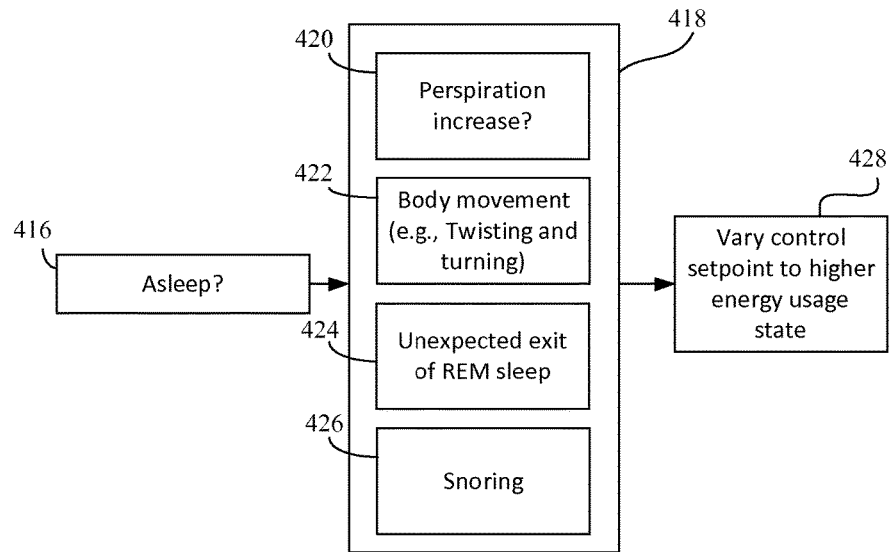 420
418
Perspiration
increase?
422
428
Body movement
(e.g., Twisting and
turning)
416
Vary control
setpoint to higher
energy usage
state
Asleep?
424
Unexpected exit
of REM sleep
426
Snoring